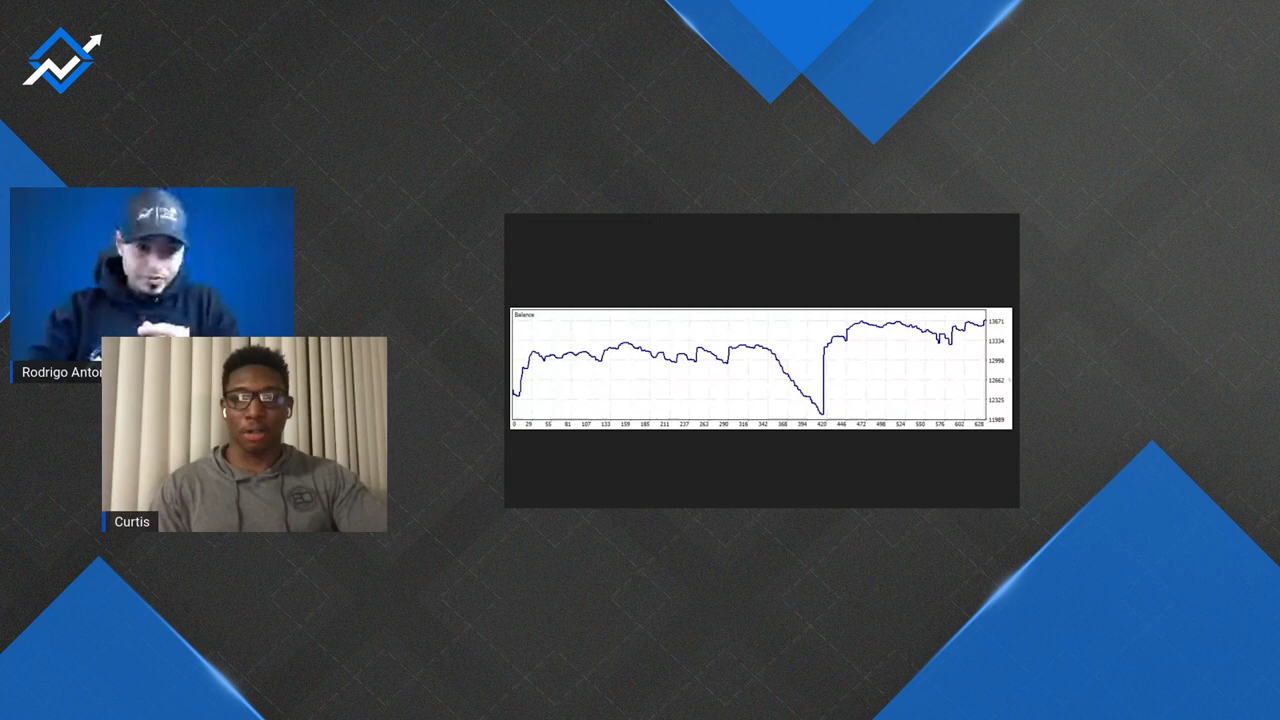 Rodrigo Anto
Curtis
Balance
13671
13334
12998
12662
12325
11989
0 29 55 81 107 133 159 185 211 237 263 290 316 342 368 394 420 446 472 498 524 550 576 602 628